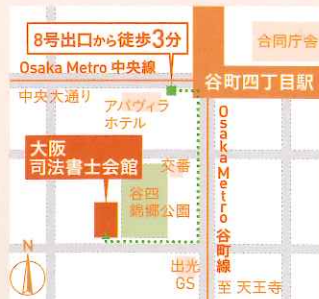 8号出口から徒歩3分
合同庁舎
Osaka Metro 中央線
谷町四丁目駅
中央大通り
アパヴィラ
ホテル
大阪
司法書士会館
交番
谷四
錦郷公園
Osaka Metro 谷町線
N
出光
GS
至 天王寺